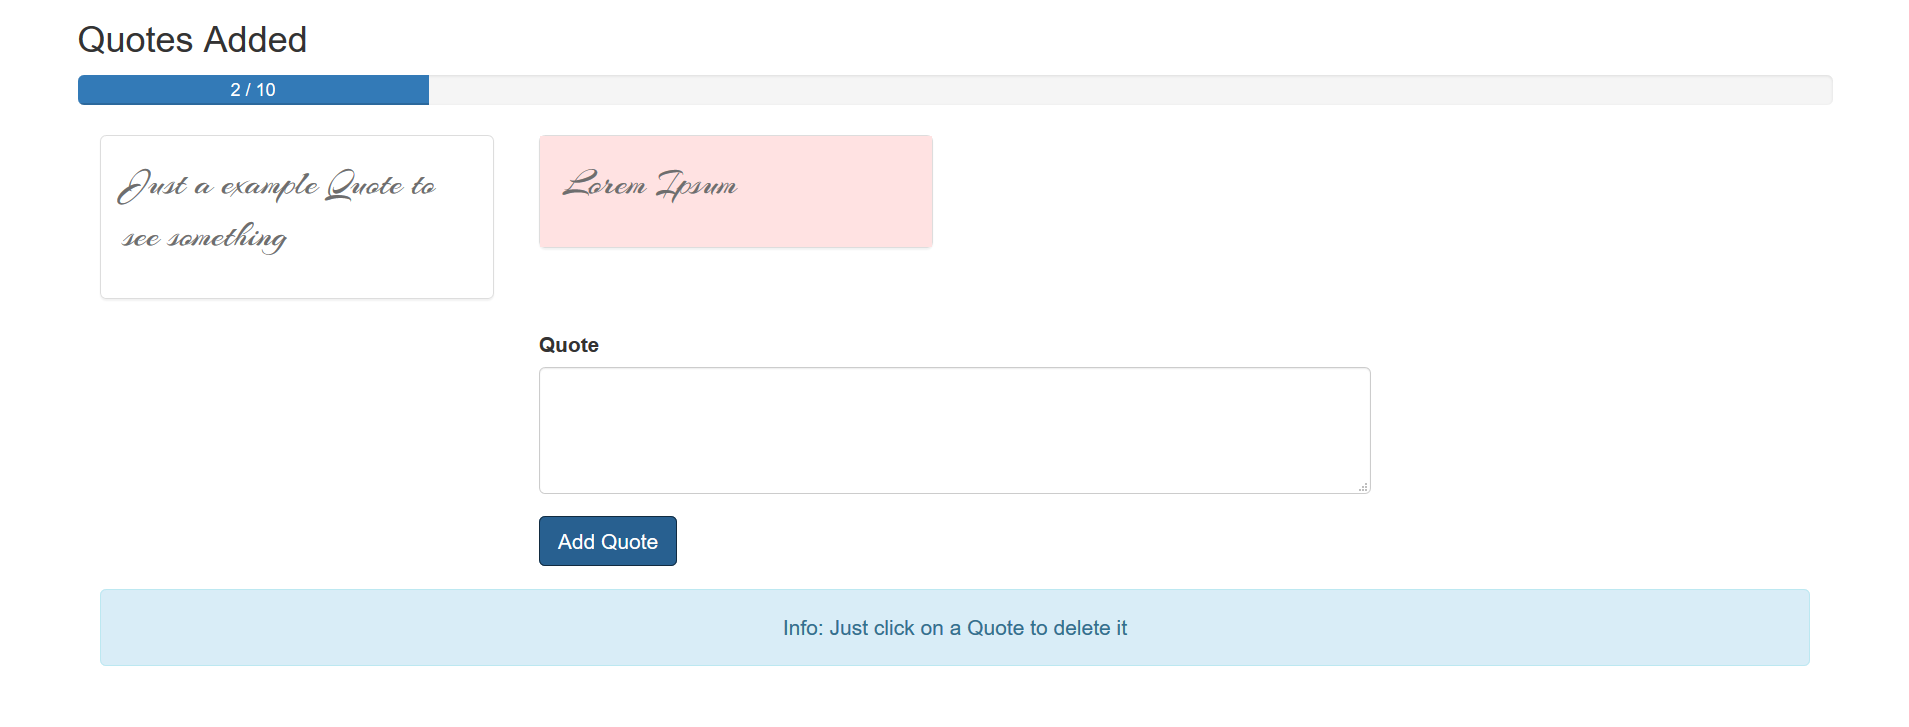 Quotes Added
2 / 10
Just a example Quote to
see something
Lorem Ipsum
Quote
Add Quote
Info: Just click on a Quote to delete it